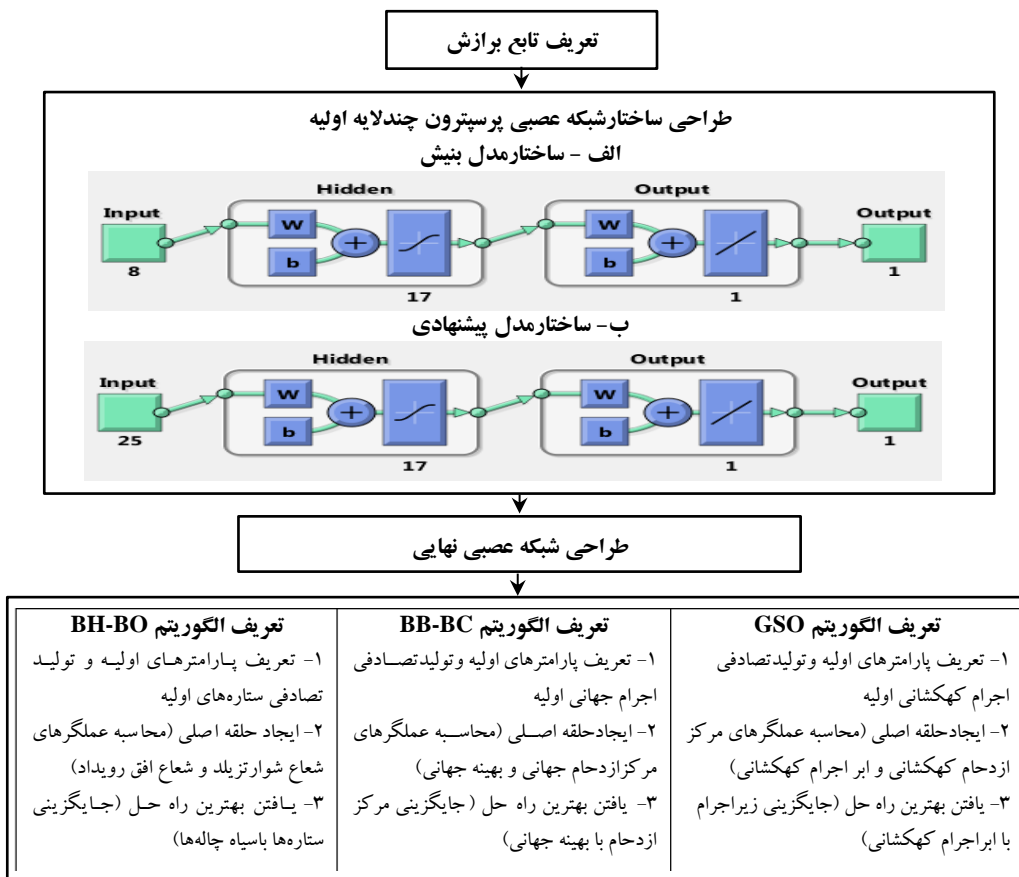 تعریف تابع برازش
طراحی ساختارشبکه عصبی پرسپترون چندلایه اولیه
الف - ساختارمدل بنیش
Hidden
Output
Input
Output
W
b
W
b
8
17
1
1
ب- ساختارمدل پیشنهادی
Hidden
Output
Input
Output
W
b
W
b
25
17
1
1
طراحی شبکه عصبی نهایی
تعریف الگوریتم GSO
۱- تعریف پارامترهای اولیه وتولیدتصادفی
اجرام کهکشانی اولیه
۲- ایجادحلقه اصلی (محاسبه عملگرهای مرکز
ازدحام کهکشانی و ابر اجرام کهکشانی)
۳- یافتن بهترین راه حل (جایگزینی زیراجرام
با ابراجرام کهکشانی)
تعریف الگوریتم BB-BC
۱- تعریف پارامترهای اولیه وتولیدتصادفی
اجرام جهانی اولیه
۲- ایجادحلقه اصلی (محاسبه عملگرهای
مرکزازدحام جهانی و بهینه جهانی)
۳- یافتن بهترین راه حل (جایگزینی مرکز
ازدحام با بهینه جهانی)
تعریف الگوریتم BH-BO
۱- تعریف پارامترهای اولیه و تولید
تصادفی ستاره‌های اولیه
۲- ایجاد حلقه اصلی (محاسبه عملگرهای
شعاع شوارتزیلد و شعاع افق رویداد)
۳- یافتن بهترین راه حل (جایگزینی
ستاره‌ها باسیاه چاله‌ها)